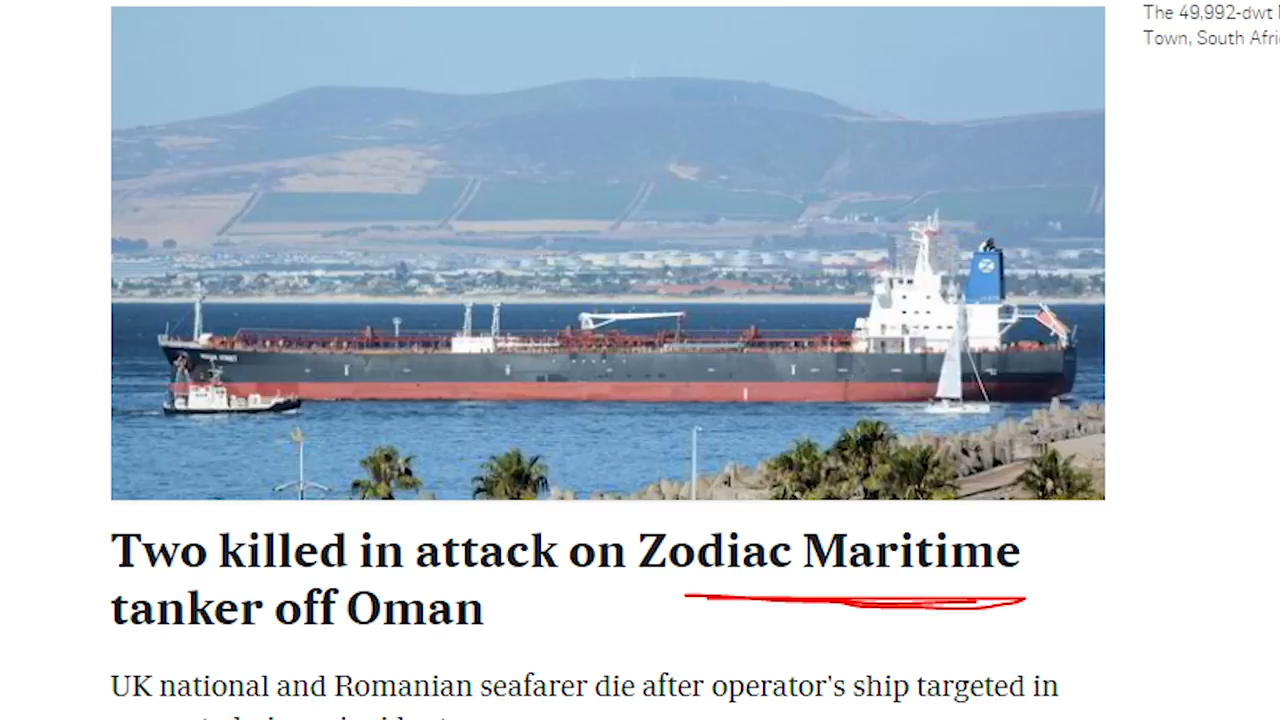 The 49,992-dwt
Town, South Afri
Two killed in attack on Zodiac Maritime
tanker off Oman
UK national and Romanian seafarer die after operator's ship targeted in